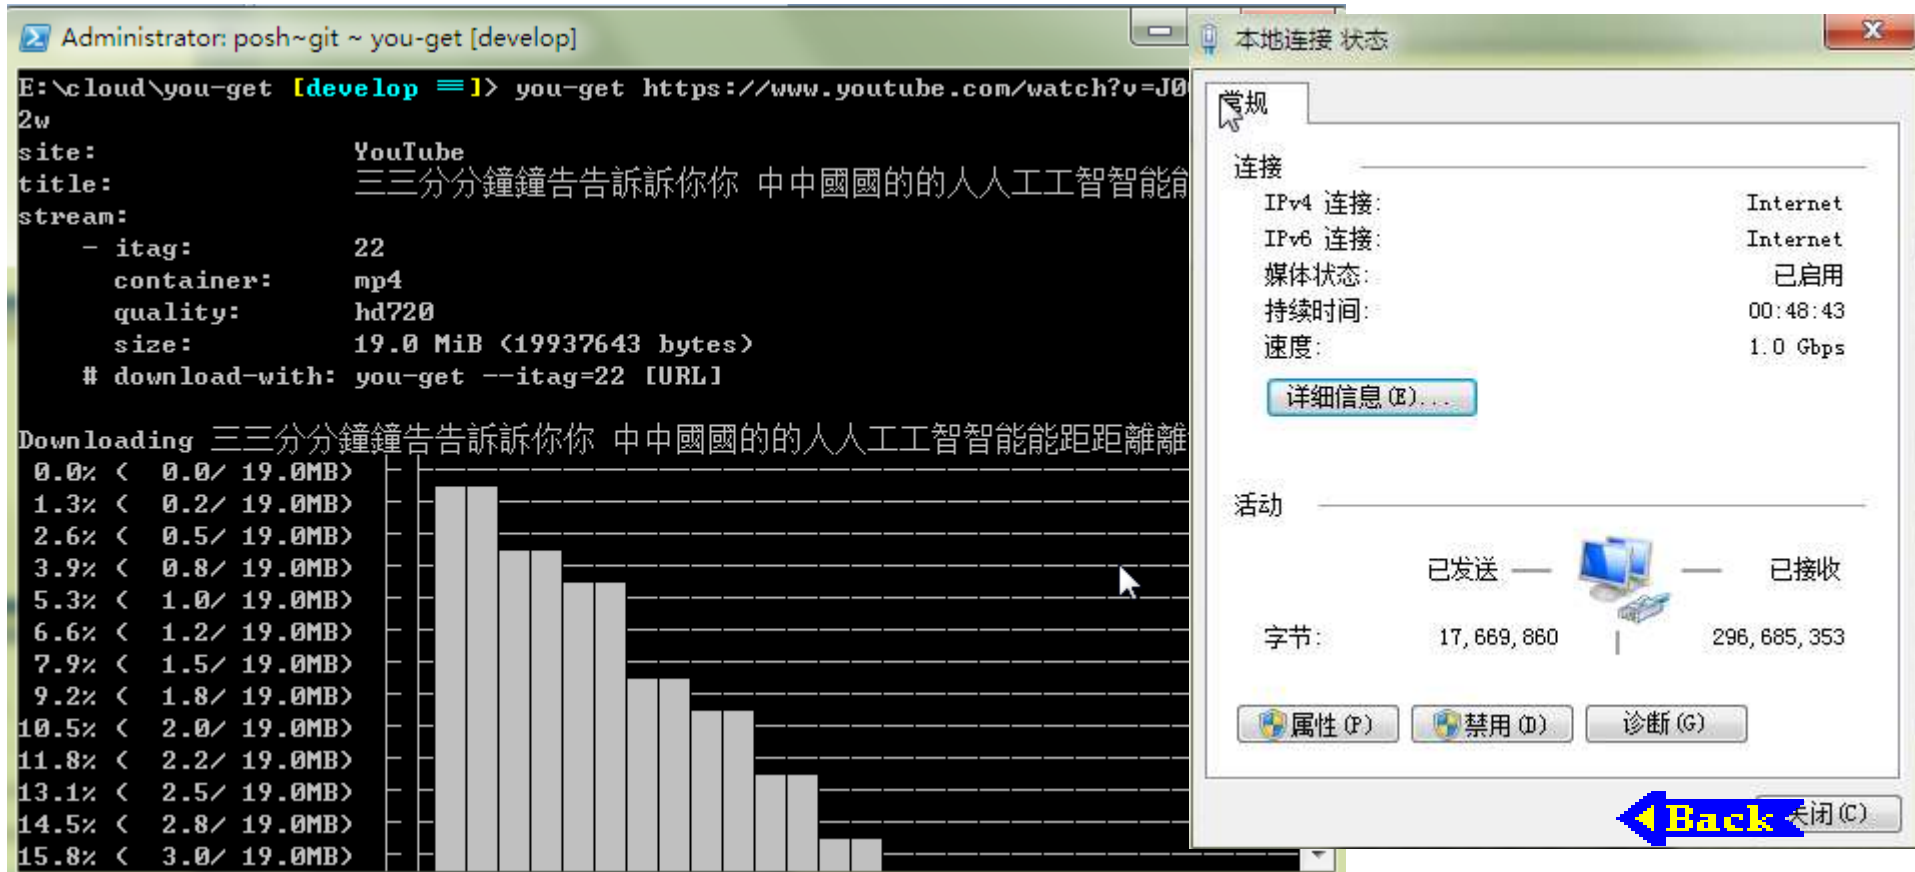 Administrator: posh~git ~ you-get [develop]
E:\cloud\you-get [develop ≡]> you-get https://www.youtube.com/watch?v=J0
2w
site: YouTube
title: 三三分分鐘鐘告告訴訴你你 中中國國的的人人工工智智能能
stream:
- itag: 22
container: mp4
quality: hd720
size: 19.0 MiB (19937643 bytes)
# download-with: you-get --itag=22 [URL]
Downloading 三三分分鐘鐘告告訴訴你你 中中國國的的人人工工智智能能距距離離
0.0% ( 0.0/ 19.0MB)
1.3% ( 0.2/ 19.0MB)
2.6% ( 0.5/ 19.0MB)
3.9% ( 0.8/ 19.0MB)
5.3% ( 1.0/ 19.0MB)
6.6% ( 1.2/ 19.0MB)
7.9% ( 1.5/ 19.0MB)
9.2% ( 1.8/ 19.0MB)
10.5% ( 2.0/ 19.0MB)
11.8% ( 2.2/ 19.0MB)
13.1% ( 2.5/ 19.0MB)
14.5% ( 2.8/ 19.0MB)
15.8% ( 3.0/ 19.0MB)
本地连接 状态
常规
连接
IPv4 连接: Internet
IPv6 连接: Internet
媒体状态: 已启用
持续时间: 00:48:43
速度: 1.0 Gbps
详细信息(E)...
活动
已发送 — — 已接收
字节: 17,669,860 | 296,685,353
属性(P) 禁用(D) 诊断(G)
Back 关闭(C)